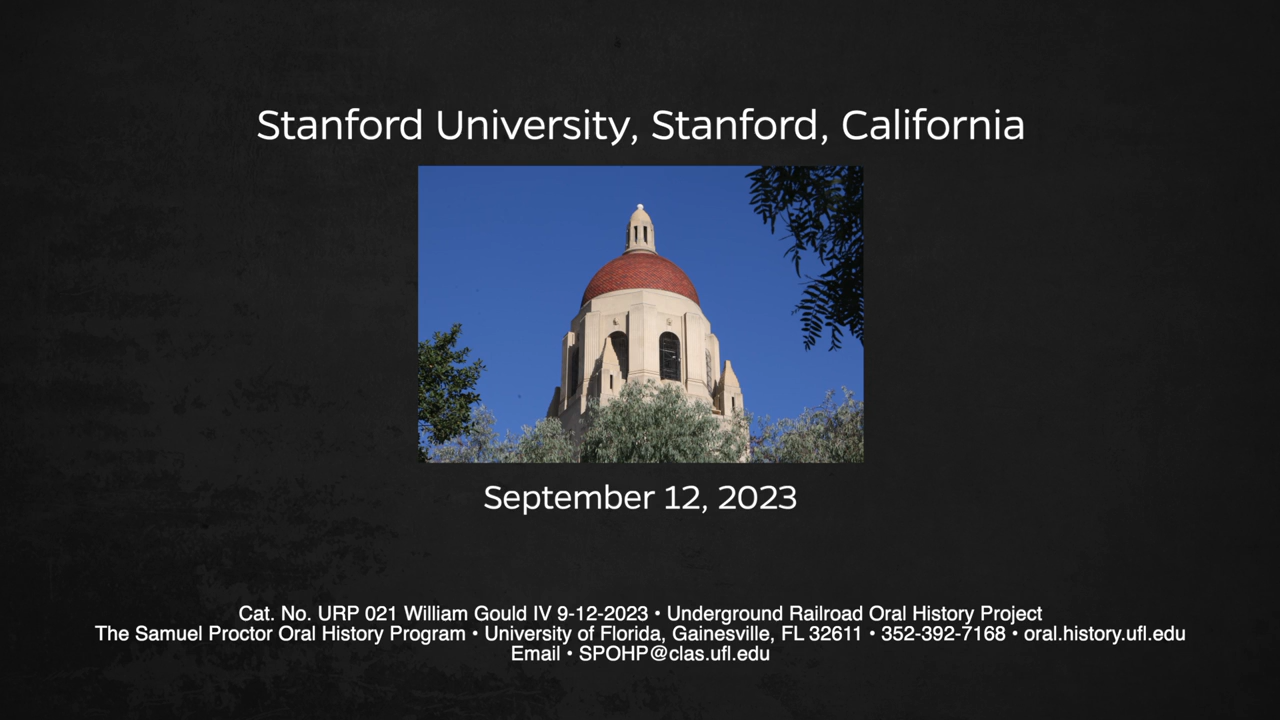 Stanford University, Stanford, California
September 12, 2023
Cat. No. URP 021 William Gould IV 9-12-2023 • Underground Railroad Oral History Project
The Samuel Proctor Oral History Program • University of Florida, Gainesville, FL 32611 • 352-392-7168 • oral.history.ufl.edu
Email • SPOHP@clas.ufl.edu